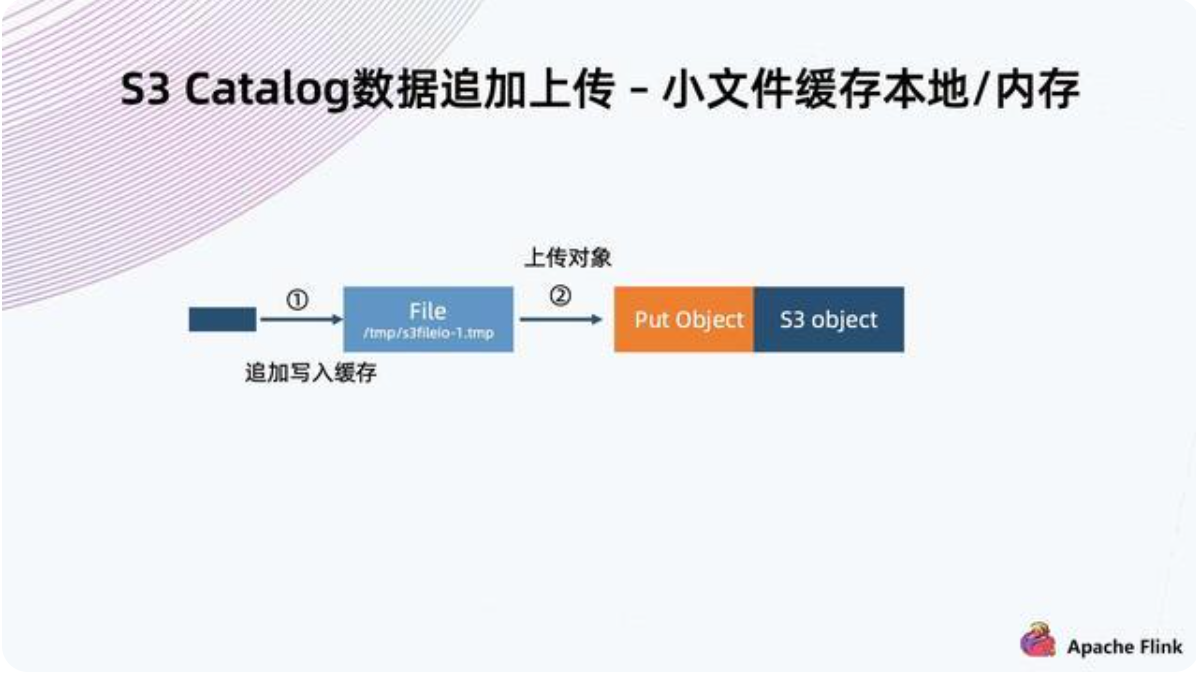 S3 Catalog数据追加上传 – 小文件缓存本地/内存
上传对象
①
②
File
/tmp/s3fileio-1.tmp
Put Object
S3 object
追加写入缓存
Apache Flink